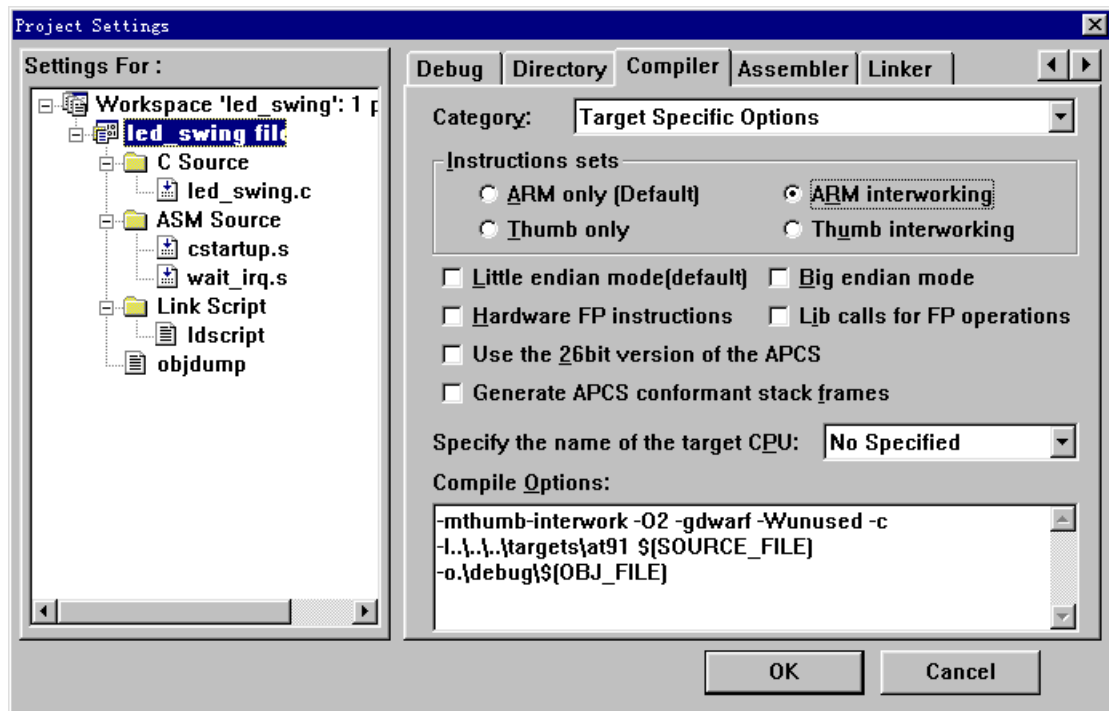 Project Settings
Settings For :
Workspace 'led_swing': 1 p
led_swing file
C Source
led_swing.c
ASM Source
cstartup.s
wait_irq.s
Link Script
ldscript
objdump
Debug Directory Compiler Assembler Linker
Category: Target Specific Options
Instructions sets
ARM only (Default) ARM interworking
Thumb only Thumb interworking
Little endian mode(default) Big endian mode
Hardware FP instructions Lib calls for FP operations
Use the 26bit version of the APCS
Generate APCS conformant stack frames
Specify the name of the target CPU: No Specified
Compile Options:
-mthumb-interwork -O2 -gdwarf -Wunused -c
-I..\..\..\targets\at91 $(SOURCE_FILE)
-o.\debug\$(OBJ_FILE)
OK Cancel